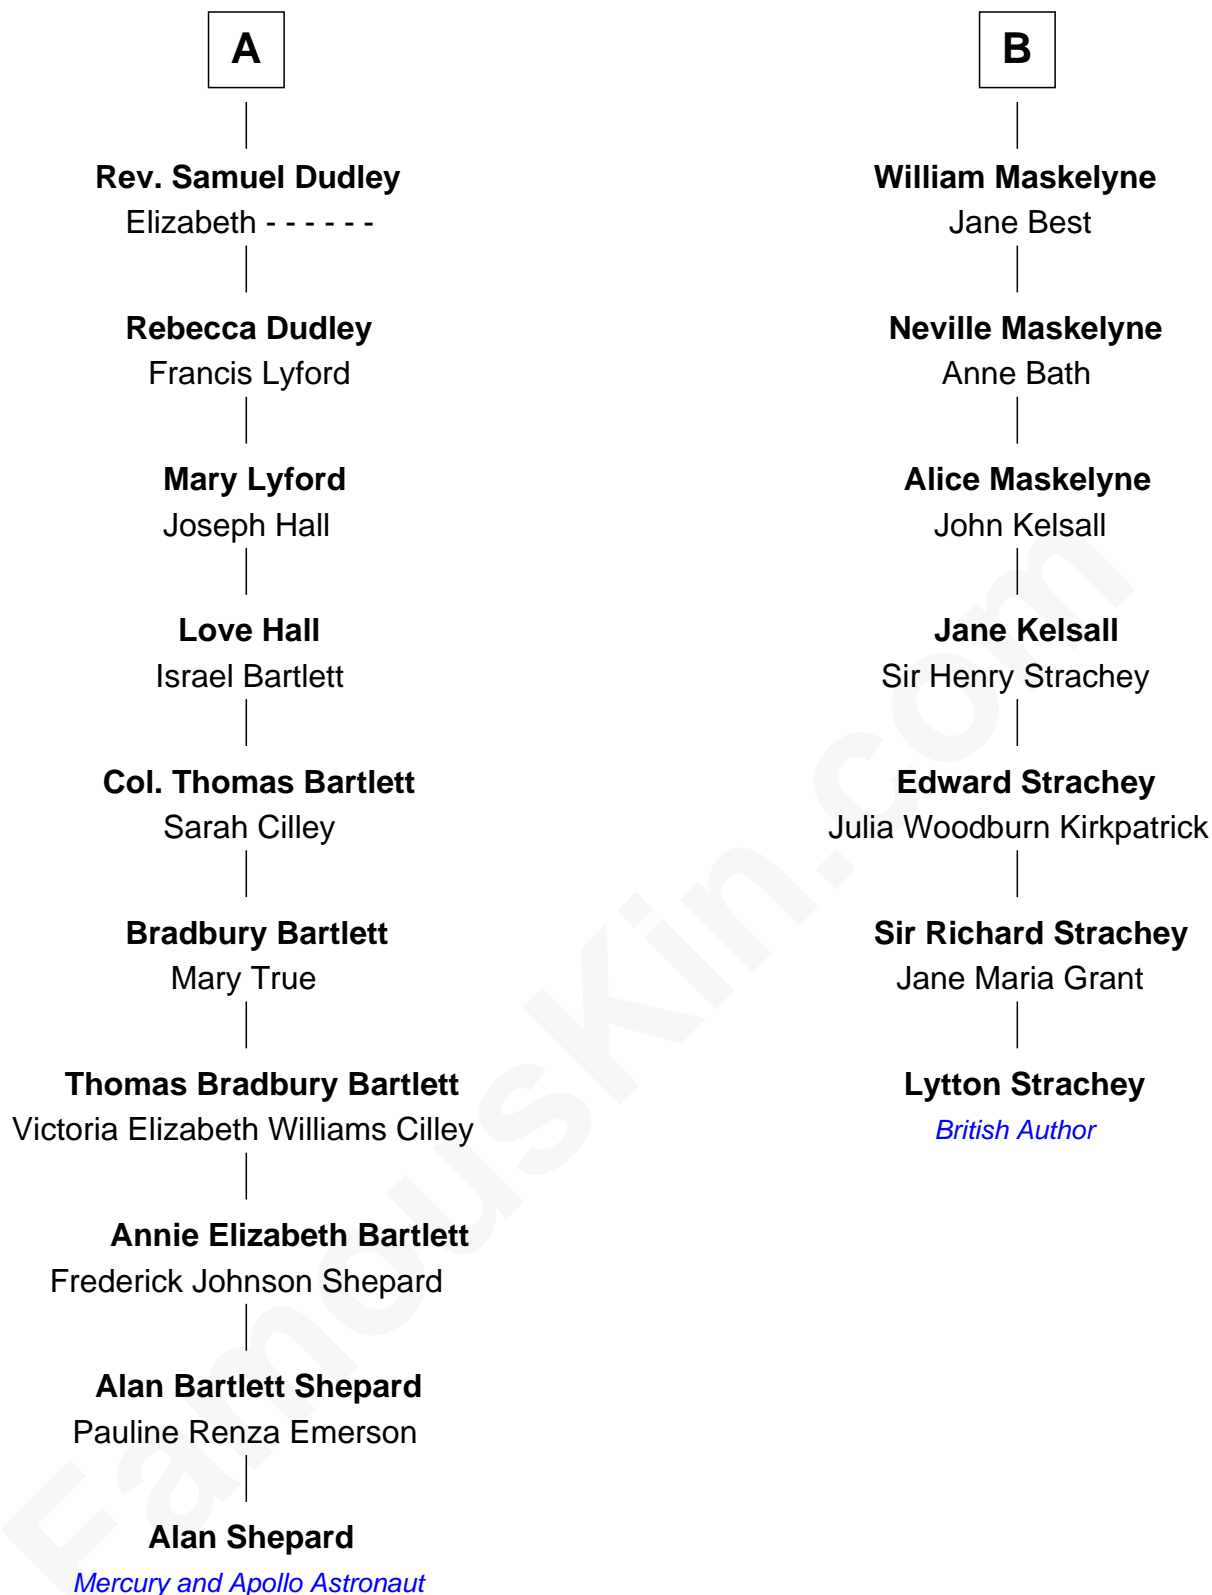 A
Rev. Samuel Dudley
Elizabeth - - - - - -
Rebecca Dudley
Francis Lyford
Mary Lyford
Joseph Hall
Love Hall
Israel Bartlett
Col. Thomas Bartlett
Sarah Cilley
Bradbury Bartlett
Mary True
Thomas Bradbury Bartlett
Victoria Elizabeth Williams Cilley
Annie Elizabeth Bartlett
Frederick Johnson Shepard
Alan Bartlett Shepard
Pauline Renza Emerson
Alan Shepard
Mercury and Apollo Astronaut
B
William Maskelyne
Jane Best
Neville Maskelyne
Anne Bath
Alice Maskelyne
John Kelsall
Jane Kelsall
Sir Henry Strachey
Edward Strachey
Julia Woodburn Kirkpatrick
Sir Richard Strachey
Jane Maria Grant
Lytton Strachey
British Author
FamousKin.com